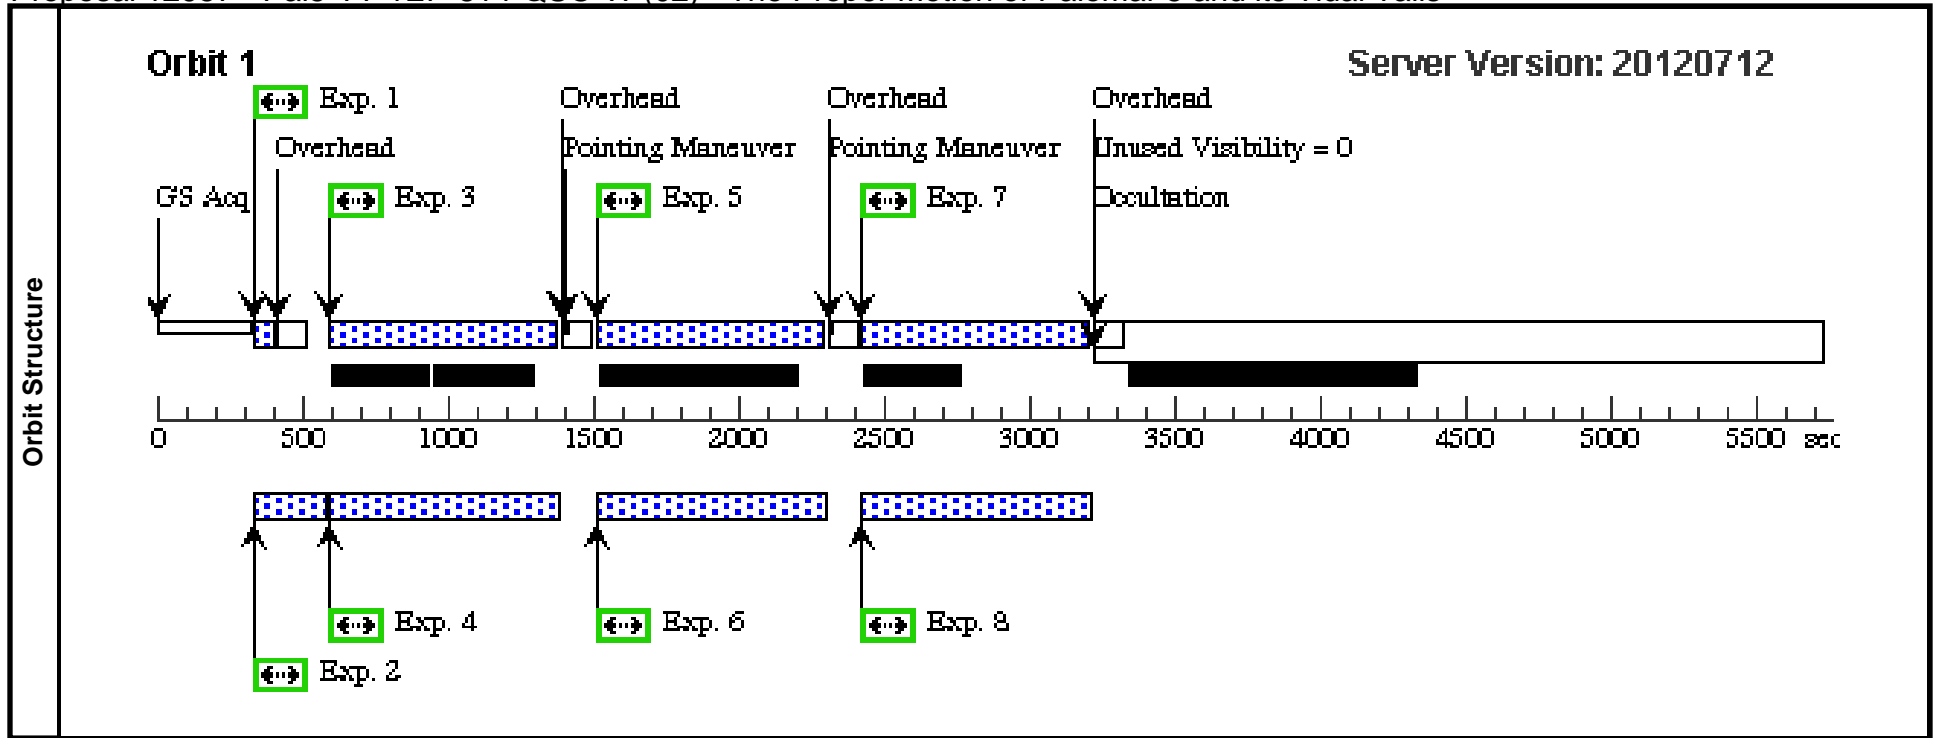 Orbit 1
Server Version: 20120712
Exp. 1
Overhead
Overhead
Overhead
Overhead
Pointing Maneuver
Pointing Maneuver
Unused Visibility = 0
GS Acq
Exp. 3
Exp. 5
Exp. 7
Occultation
Orbit Structure
0 500 1000 1500 2000 2500 3000 3500 4000 4500 5000 5500 sec
Exp. 4
Exp. 6
Exp. 8
Exp. 2